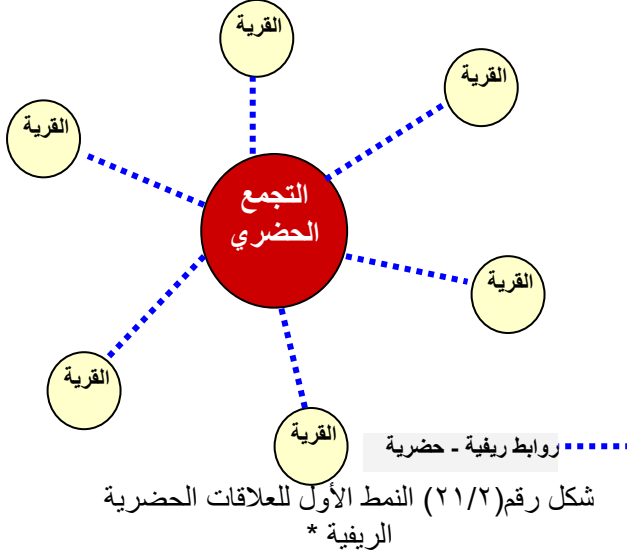 القرية
القرية
القرية
التجمع
الحضري
القرية
القرية
القرية
روابط ريفية - حضرية
شكل رقم(٢١/٢) النمط الأول للعلاقات الحضرية
الريفية *